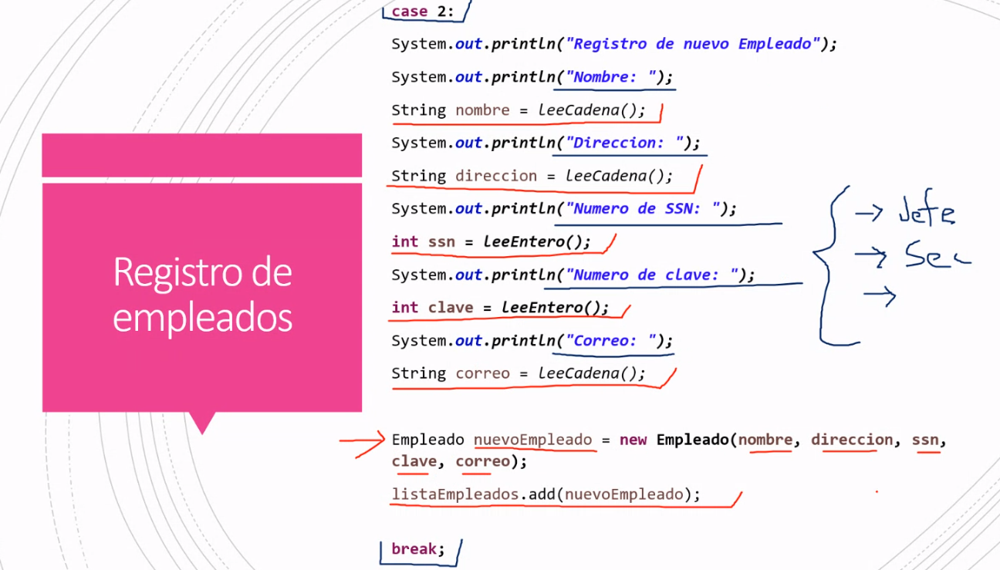 Registro de
empleados
case 2:
System.out.println("Registro de nuevo Empleado");
System.out.println("Nombre: ");
String nombre = leeCadena();
System.out.println("Direccion: ");
String direccion = leeCadena();
System.out.println("Numero de SSN: ");
int ssn = leeEntero();
System.out.println("Numero de clave: ");
int clave = leeEntero();
System.out.println("Correo: ");
String correo = leeCadena();
Empleado nuevoEmpleado = new Empleado(nombre, direccion, ssn,
clave, correo);
listaEmpleados.add(nuevoEmpleado);
break;
→ Jefe
→ Sec
→